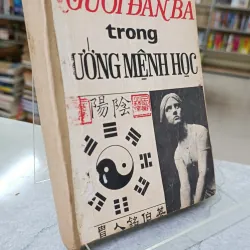 ƯỜI ĐÀN BÀ
trong
ƯỚNG MỆNH HỌC
陽陰